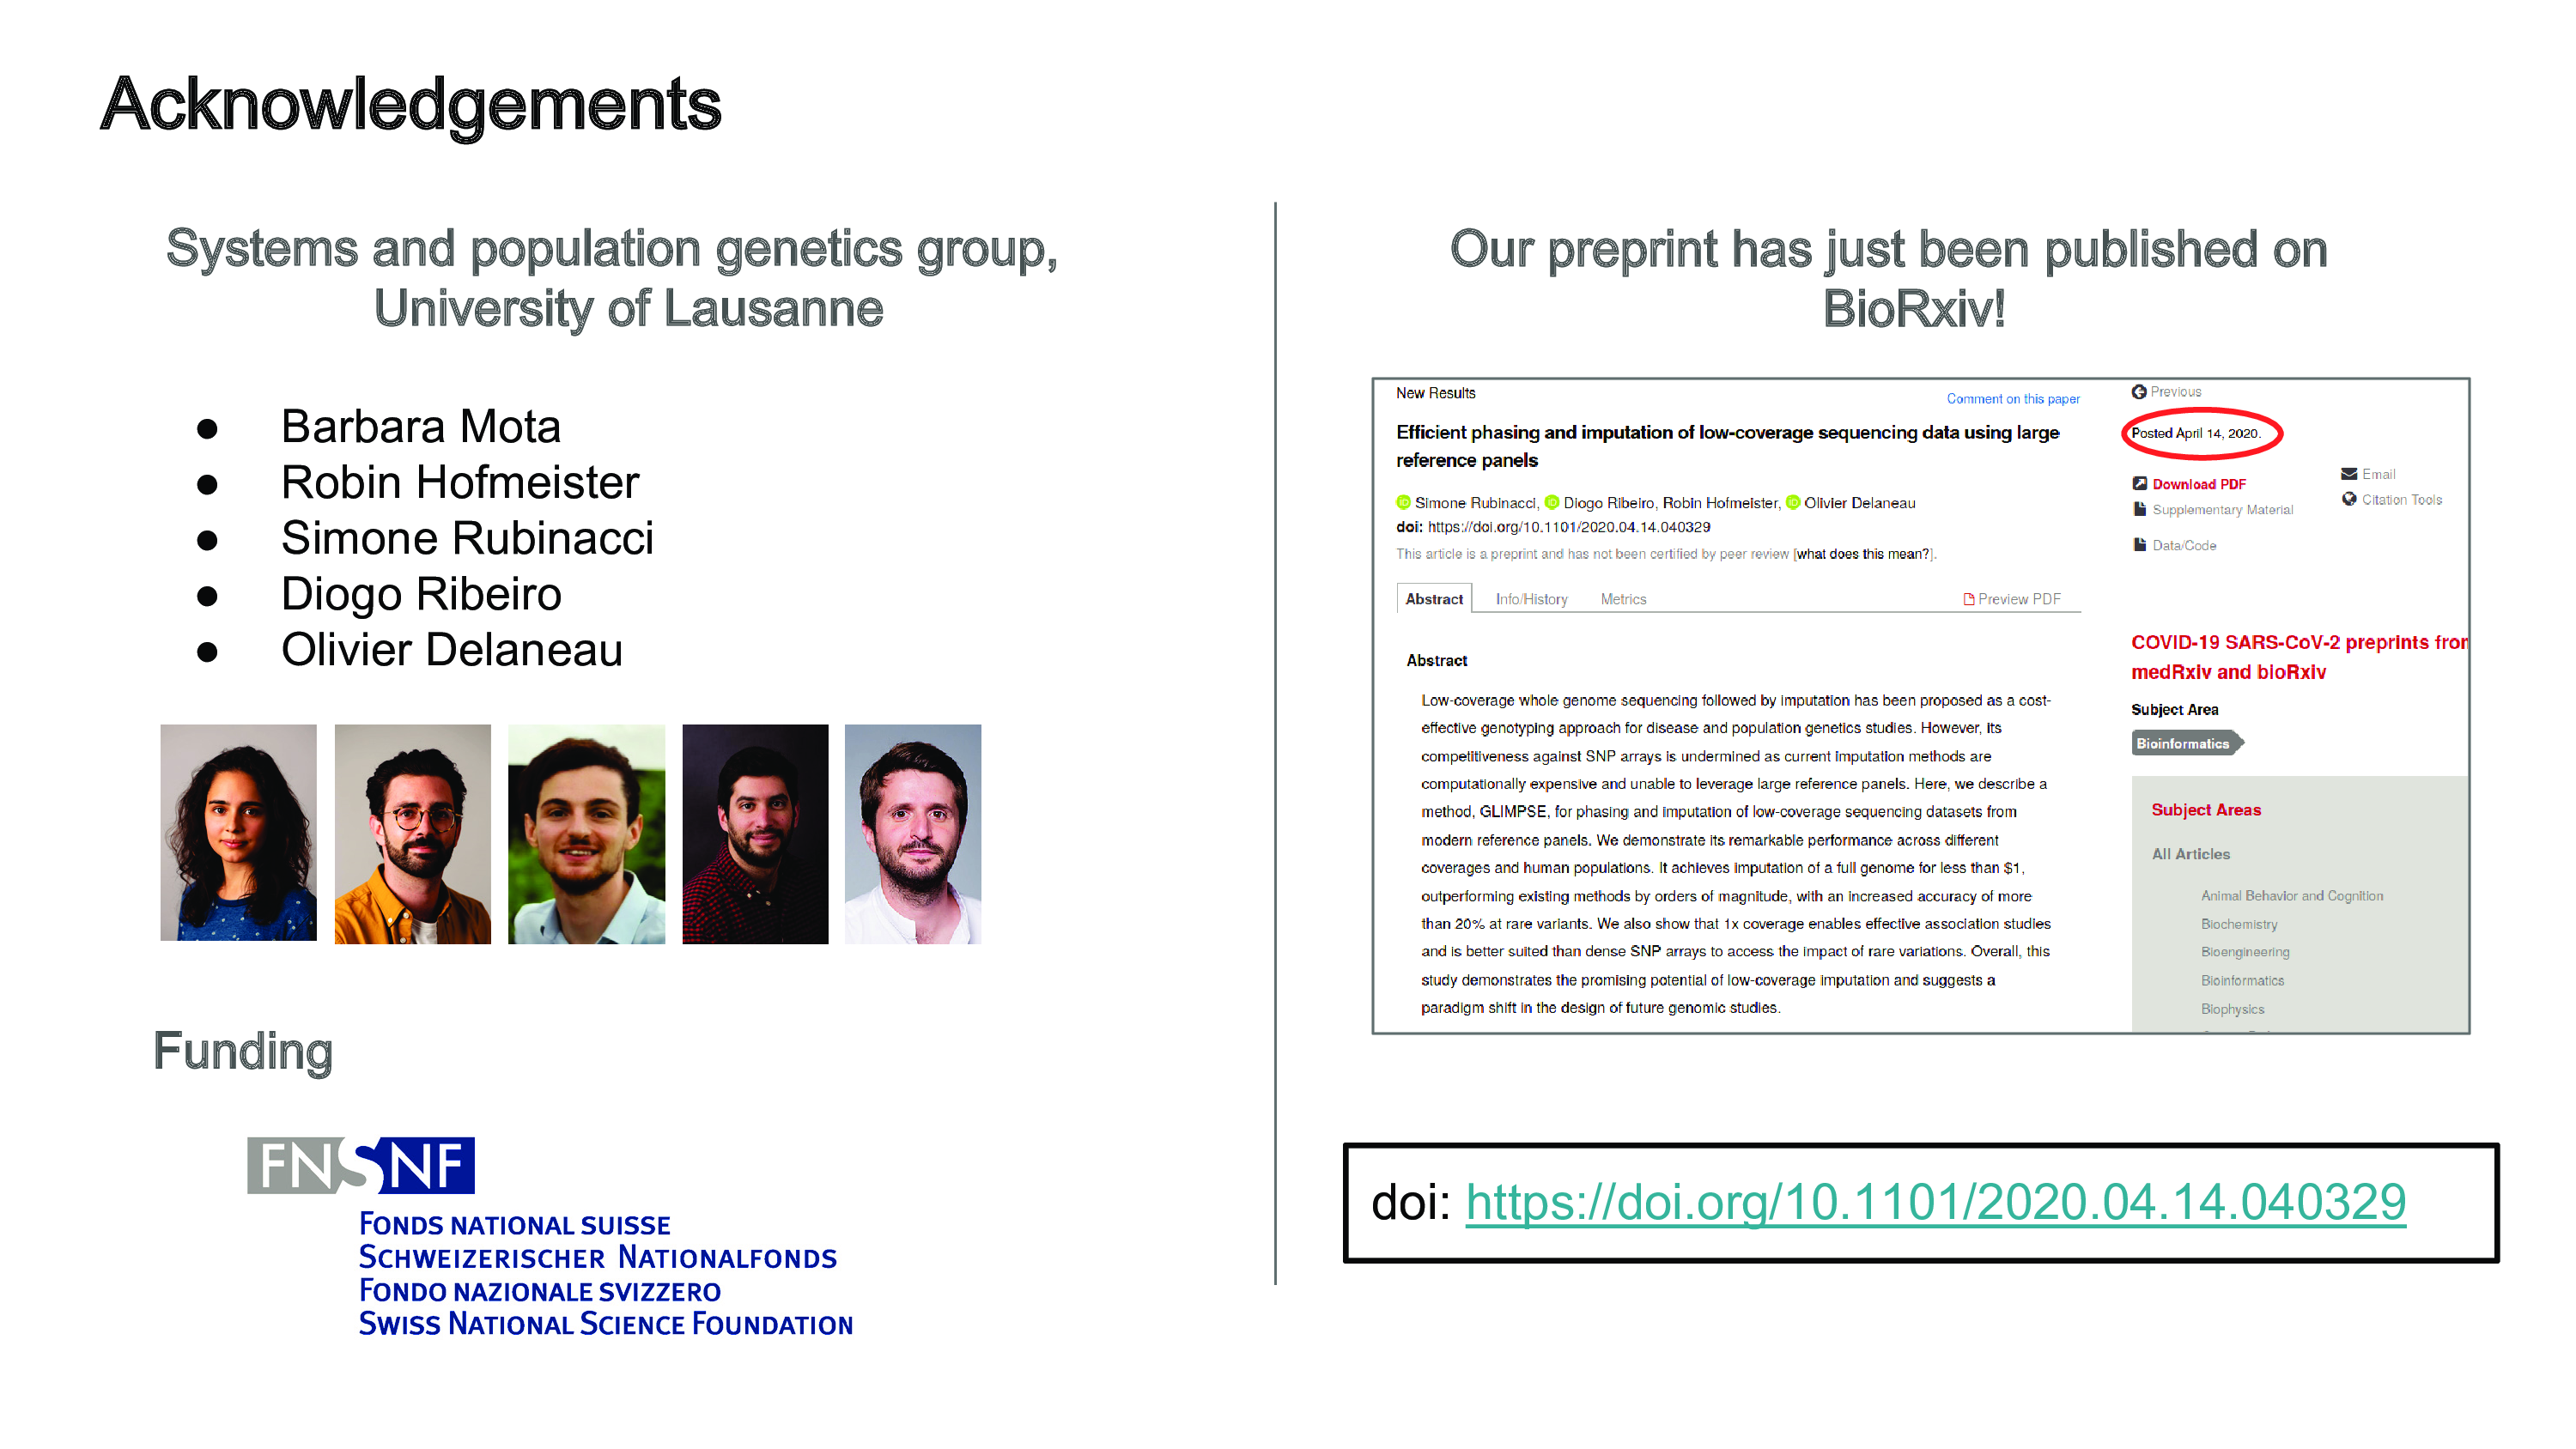 Acknowledgements
Systems and population genetics group,
University of Lausanne
● Barbara Mota
● Robin Hofmeister
● Simone Rubinacci
● Diogo Ribeiro
● Olivier Delaneau
Funding
FNSNF
FONDS NATIONAL SUISSE
SCHWEIZERISCHER NATIONALFONDS
FONDO NAZIONALE SVIZZERO
SWISS NATIONAL SCIENCE FOUNDATION
Our preprint has just been published on
BioRxiv!
New Results
Comment on this paper
Efficient phasing and imputation of low-coverage sequencing data using large
reference panels
Simone Rubinacci, Diogo Ribeiro, Robin Hofmeister, Olivier Delaneau
doi: https://doi.org/10.1101/2020.04.14.040329
This article is a preprint and has not been certified by peer review [what does this mean?].
Abstract Info/History Metrics Preview PDF
Abstract
Low-coverage whole genome sequencing followed by imputation has been proposed as a cost-
effective genotyping approach for disease and population genetics studies. However, its
competitiveness against SNP arrays is undermined as current imputation methods are
computationally expensive and unable to leverage large reference panels. Here, we describe a
method, GLIMPSE, for phasing and imputation of low-coverage sequencing datasets from
modern reference panels. We demonstrate its remarkable performance across different
coverages and human populations. It achieves imputation of a full genome for less than $1,
outperforming existing methods by orders of magnitude, with an increased accuracy of more
than 20% at rare variants. We also show that 1x coverage enables effective association studies
and is better suited than dense SNP arrays to access the impact of rare variations. Overall, this
study demonstrates the promising potential of low-coverage imputation and suggests a
paradigm shift in the design of future genomic studies.
Previous
Posted April 14, 2020.
Download PDF
Supplementary Material
Data/Code
Email
Citation Tools
COVID-19 SARS-CoV-2 preprints from
medRxiv and bioRxiv
Subject Area
Bioinformatics
Subject Areas
All Articles
Animal Behavior and Cognition
Biochemistry
Bioengineering
Bioinformatics
Biophysics
doi: https://doi.org/10.1101/2020.04.14.040329